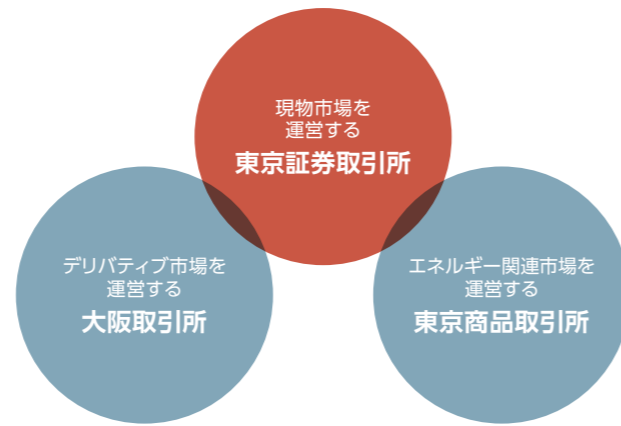 現物市場を
運営する
東京証券取引所
デリバティブ市場を
運営する
大阪取引所
エネルギー関連市場を
運営する
東京商品取引所